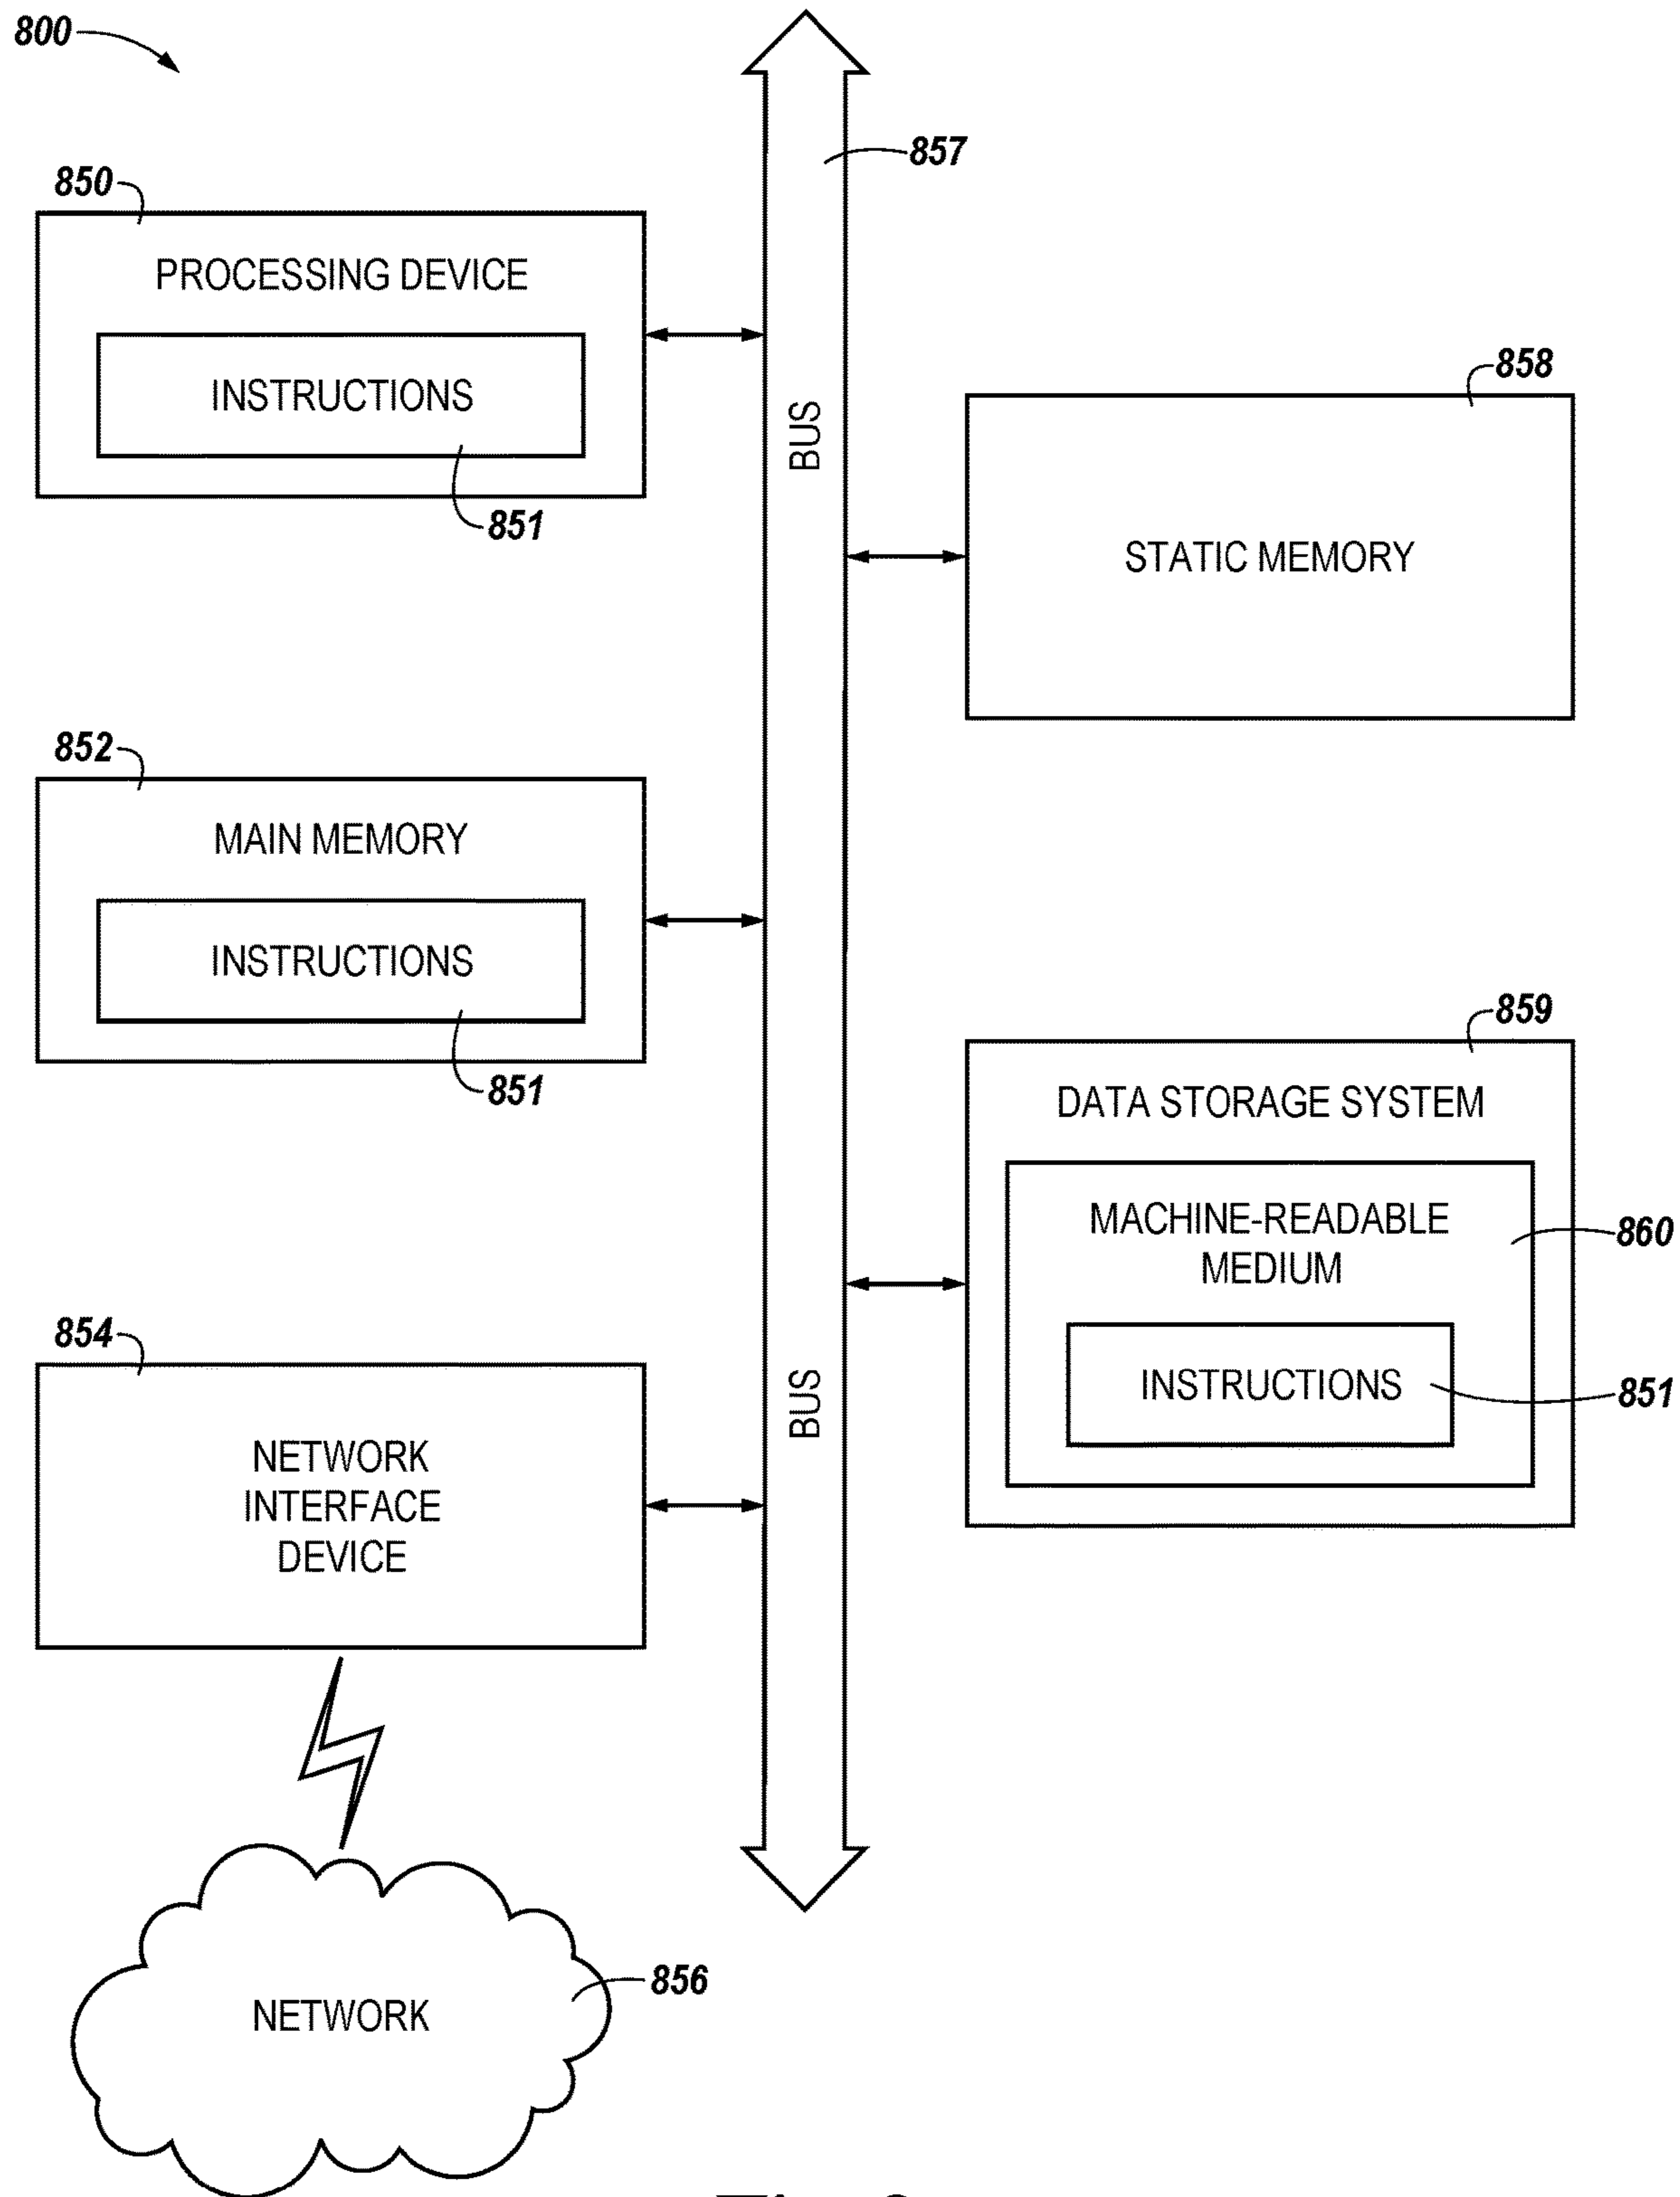 800
857
850
PROCESSING DEVICE
INSTRUCTIONS
851
BUS
858
STATIC MEMORY
852
MAIN MEMORY
INSTRUCTIONS
851
859
DATA STORAGE SYSTEM
MACHINE-READABLE
MEDIUM
860
INSTRUCTIONS
851
BUS
854
NETWORK
INTERFACE
DEVICE
856
NETWORK